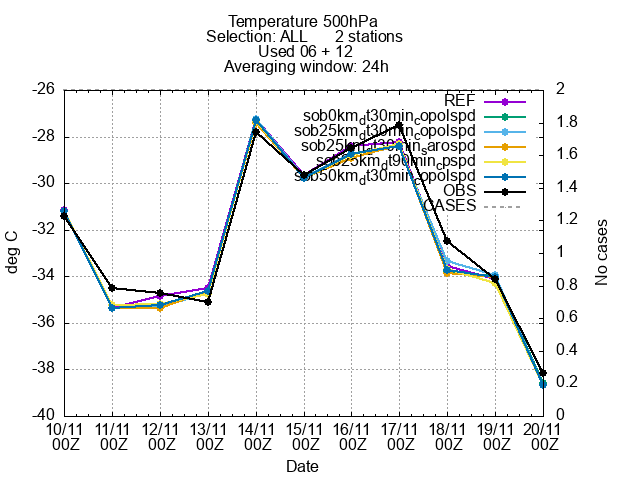 Temperature 500hPa
Selection: ALL 2 stations
Used 06 + 12
Averaging window: 24h
-26
-28
-30
-32
-34
-36
-38
-40
deg C
2
1.8
1.6
1.4
1.2
1
0.8
0.6
0.4
0.2
0
No cases
REF
sob0km_dt30min_copolspd
sob25km_dt30min_copolspd
sob25km_dt30min_sarospd
sob25km_dt90min_cpspd
sob50km_dt30min_copolspd
OBS
CASES
10/11 11/11 12/11 13/11 14/11 15/11 16/11 17/11 18/11 19/11 20/11
00Z 00Z 00Z 00Z 00Z 00Z 00Z 00Z 00Z 00Z 00Z
Date